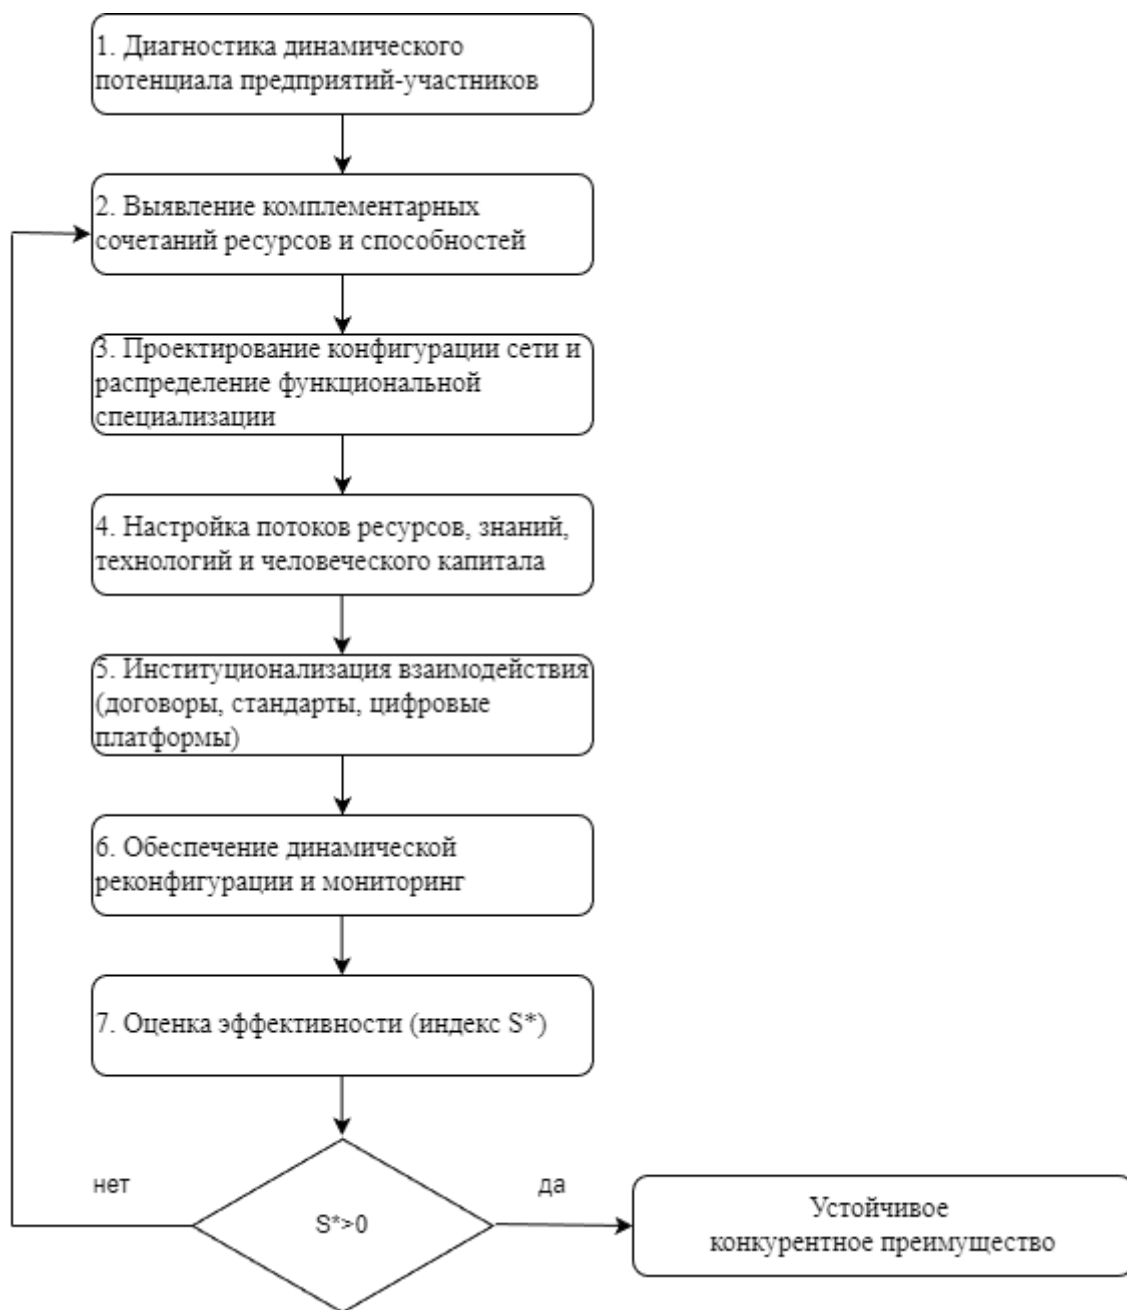 1. Диагностика динамического
потенциала предприятий-участников
2. Выявление комплементарных
сочетаний ресурсов и способностей
3. Проектирование конфигурации сети и
распределение функциональной
специализации
4. Настройка потоков ресурсов, знаний,
технологий и человеческого капитала
5. Институционализация взаимодействия
(договоры, стандарты, цифровые
платформы)
6. Обеспечение динамической
реконфигурации и мониторинг
7. Оценка эффективности (индекс S*)
нет
S*>0
да
Устойчивое
конкурентное преимущество